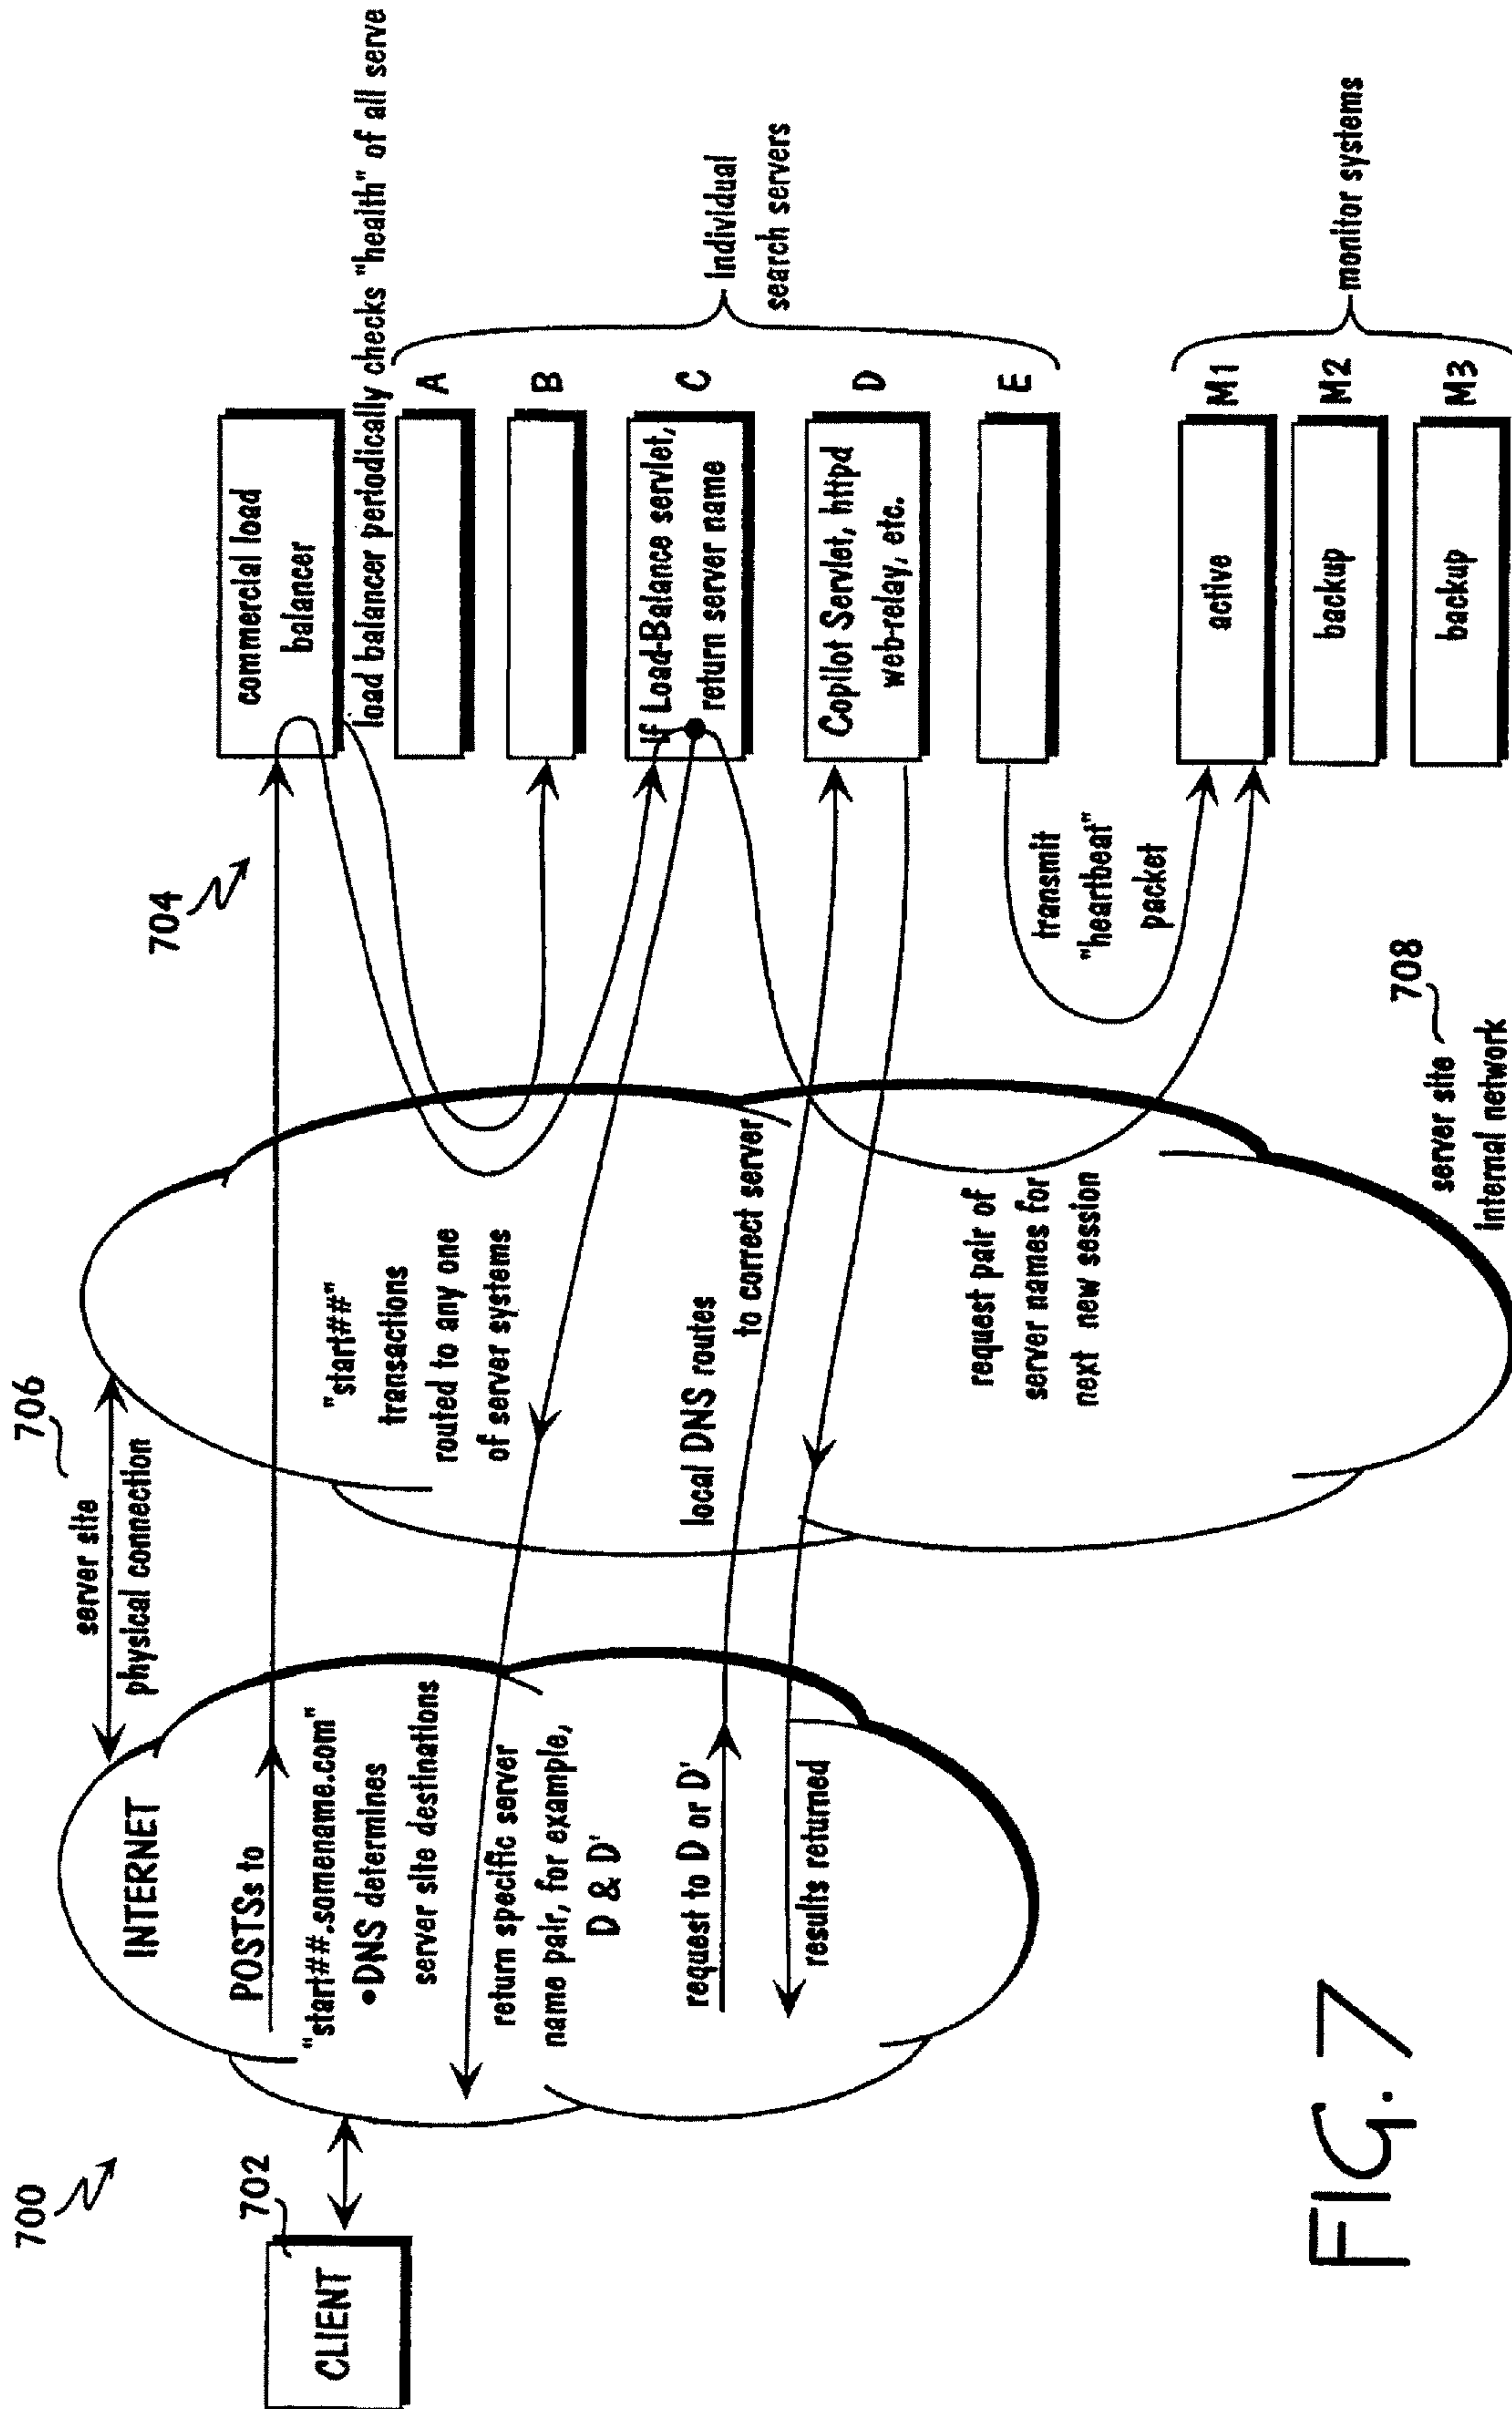 700
702
CLIENT
INTERNET
POSTSs to
"start##.somename.com"
•DNS determines
server site destinations
return specific server
name pair, for example,
D & D'
request to D or D'
results returned
706
server site
physical connection
"start##"
transactions
routed to any one
of server systems
local DNS routes
to correct server
request pair of
server names for
next new session
708
server site
internal network
704
commercial load
balancer
load balancer periodically checks "health" of all serve
A
B
if Load-Balance servlet,
return server name
C
Copilot Servlet, httpd
web-relay, etc.
D
E
individual
search servers
transmit
"heartbeat"
packet
active
M1
backup
M2
backup
M3
monitor systems
FIG. 7